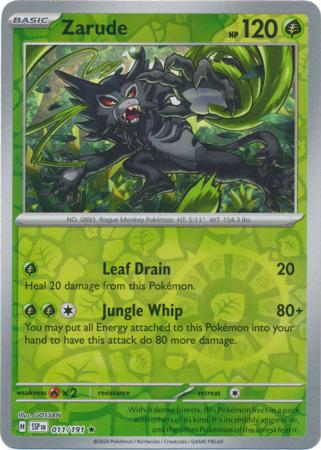 BASIC
Zarude HP 120
NO. 0893 Rogue Monkey Pokémon HT: 5'11" WT: 154.3 lbs.
Leaf Drain 20
Heal 20 damage from this Pokémon.
Jungle Whip 80+
You may put all Energy attached to this Pokémon into your
hand to have this attack do 80 more damage.
weakness ×2 resistance retreat
Illus. GOSSAN
H SSP EN 011/191 ★
Within dense forests, this Pokémon lives in a pack
with others of its kind. It's incredibly aggressive,
and the other Pokémon of the forest fear it.
©2024 Pokémon / Nintendo / Creatures / GAME FREAK